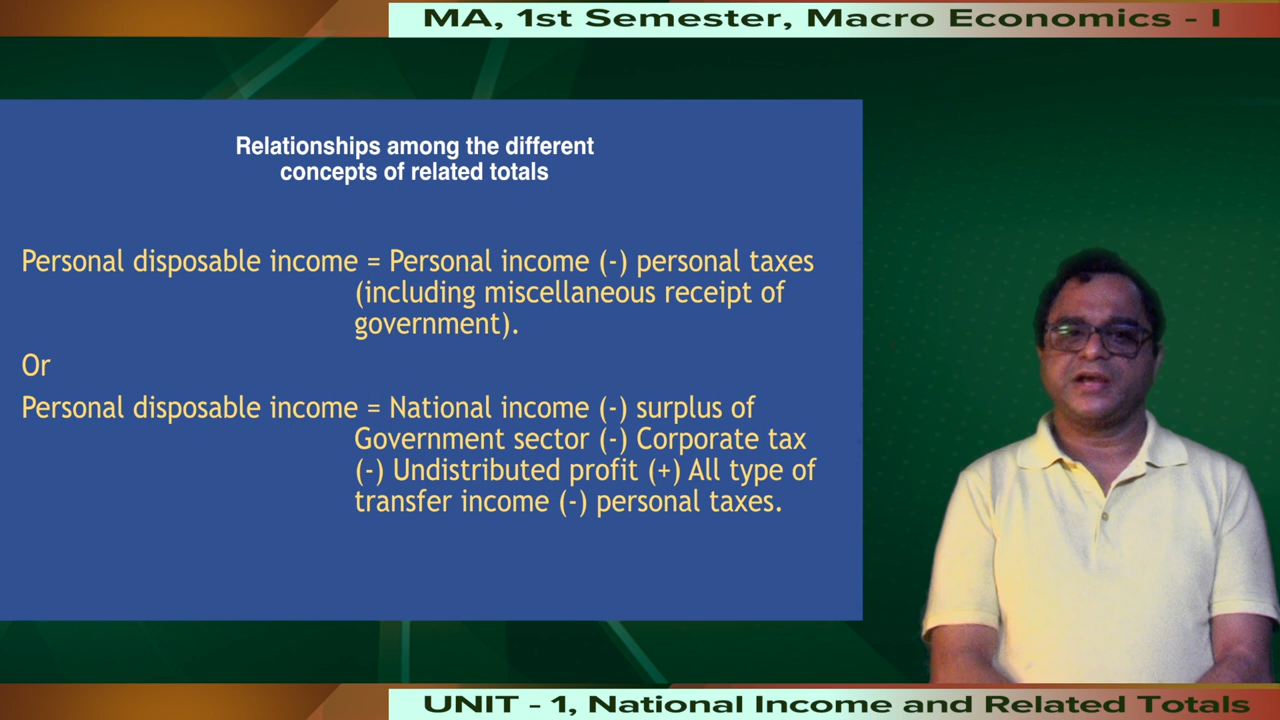 MA, 1st Semester, Macro Economics - I
Relationships among the different
concepts of related totals
Personal disposable income = Personal income (-) personal taxes
(including miscellaneous receipt of
government).
Or
Personal disposable income = National income (-) surplus of
Government sector (-) Corporate tax
(-) Undistributed profit (+) All type of
transfer income (-) personal taxes.
UNIT - 1, National Income and Related Totals